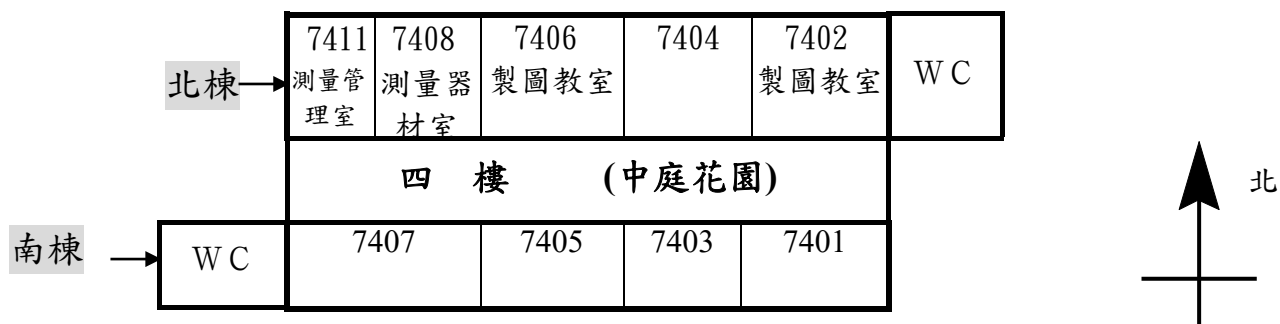 7411 7408 7406 7404 7402
北棟 測量管理室 測量器材室 製圖教室 製圖教室 ＷＣ
四 樓 (中庭花園)
北
南棟 ＷＣ 7407 7405 7403 7401